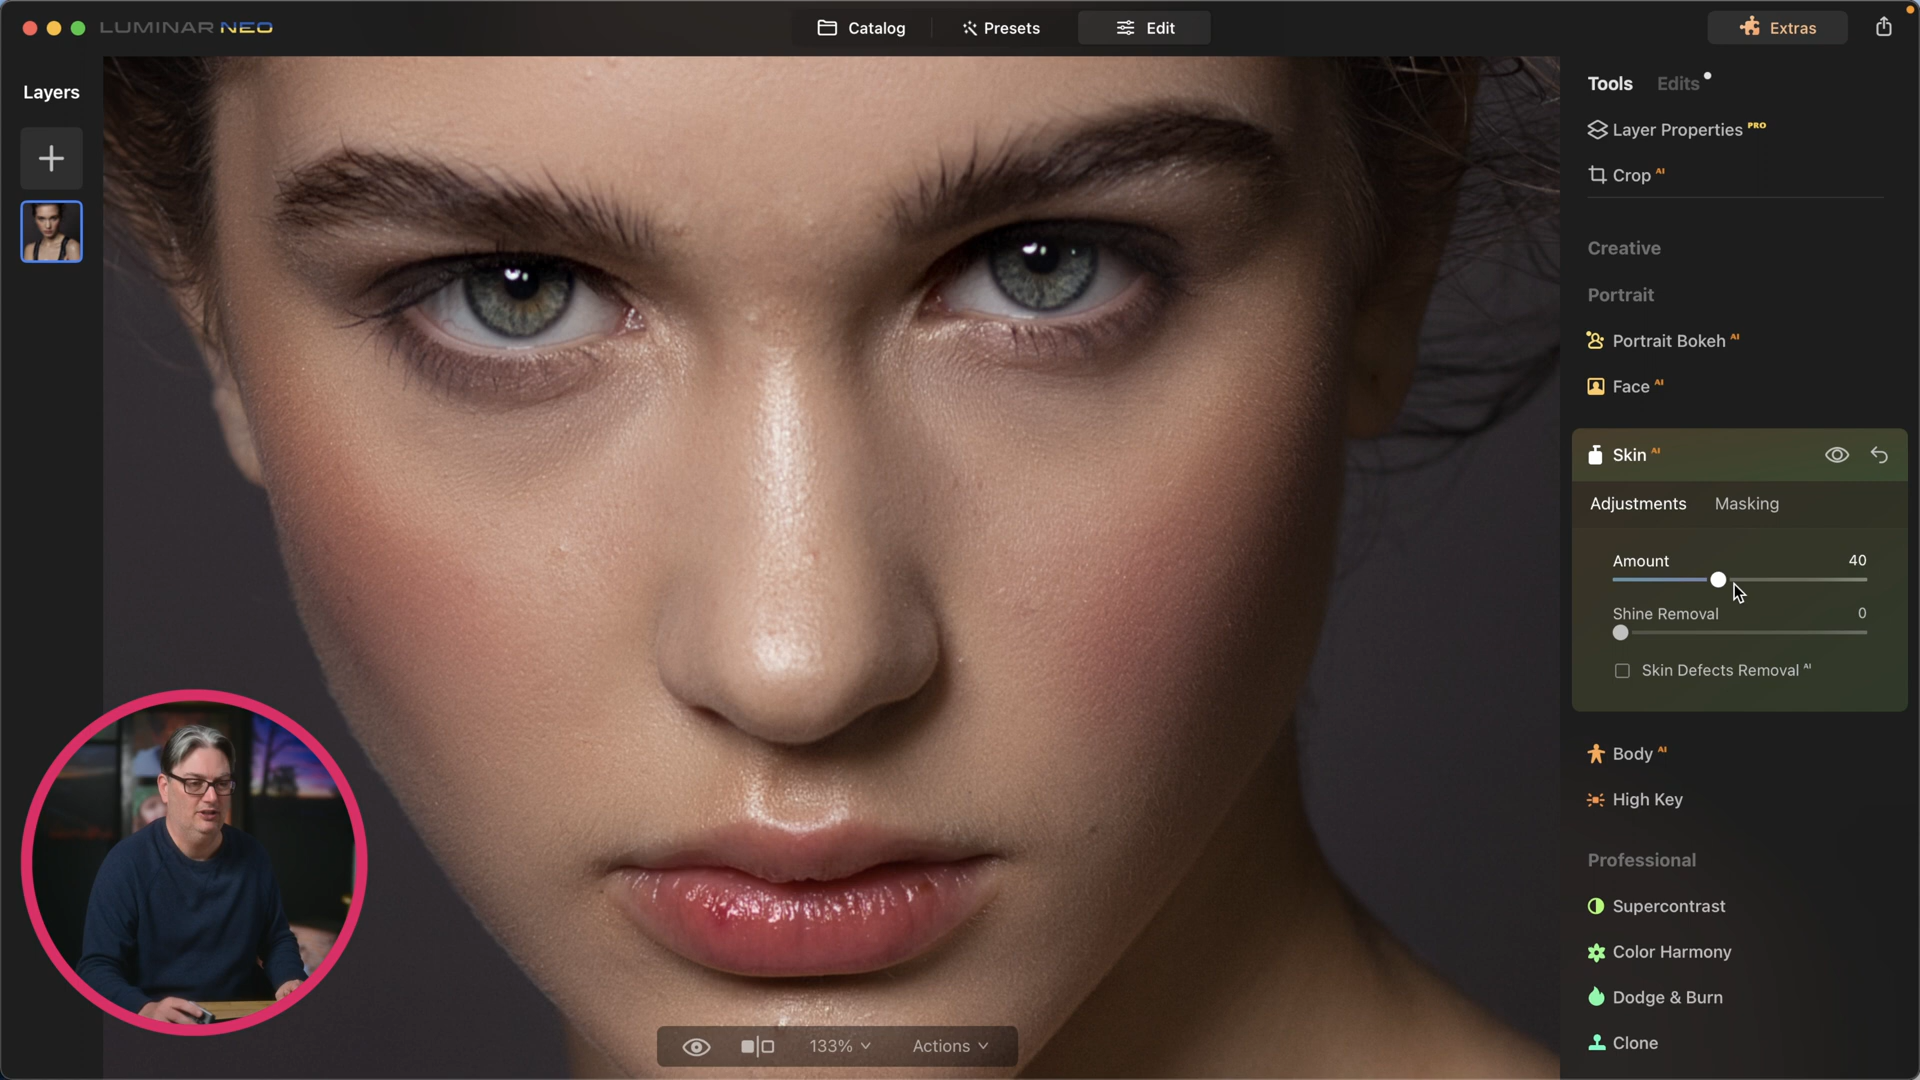 LUMINAR NEO
Catalog
Presets
Edit
Extras
Layers
Tools
Edits
Layer Properties PRO
Crop AI
Creative
Portrait
Portrait Bokeh AI
Face AI
Skin AI
Adjustments
Masking
Amount 40
Shine Removal 0
Skin Defects Removal AI
Body AI
High Key
Professional
Supercontrast
Color Harmony
Dodge & Burn
Clone
133%
Actions